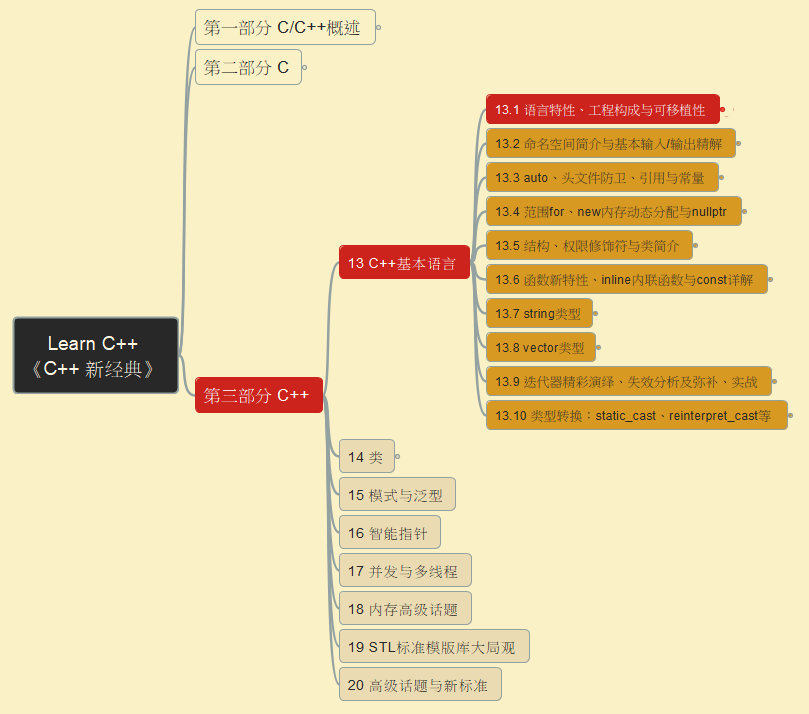 Learn C++
《C++ 新经典》
第一部分 C/C++概述
第二部分 C
第三部分 C++
13 C++基本语言
13.1 语言特性、工程构成与可移植性
13.2 命名空间简介与基本输入/输出精解
13.3 auto、头文件防卫、引用与常量
13.4 范围for、new内存动态分配与nullptr
13.5 结构、权限修饰符与类简介
13.6 函数新特性、inline内联函数与const详解
13.7 string类型
13.8 vector类型
13.9 迭代器精彩演绎、失效分析及弥补、实战
13.10 类型转换：static_cast、reinterpret_cast等
14 类
15 模式与泛型
16 智能指针
17 并发与多线程
18 内存高级话题
19 STL标准模版库大局观
20 高级话题与新标准